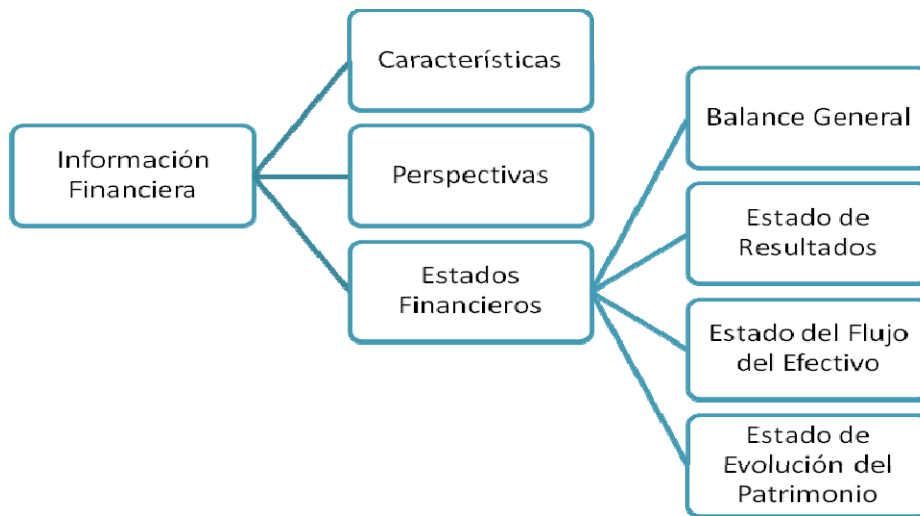 Información
Financiera
Características
Perspectivas
Estados
Financieros
Balance General
Estado de
Resultados
Estado del Flujo
del Efectivo
Estado de
Evolución del
Patrimonio